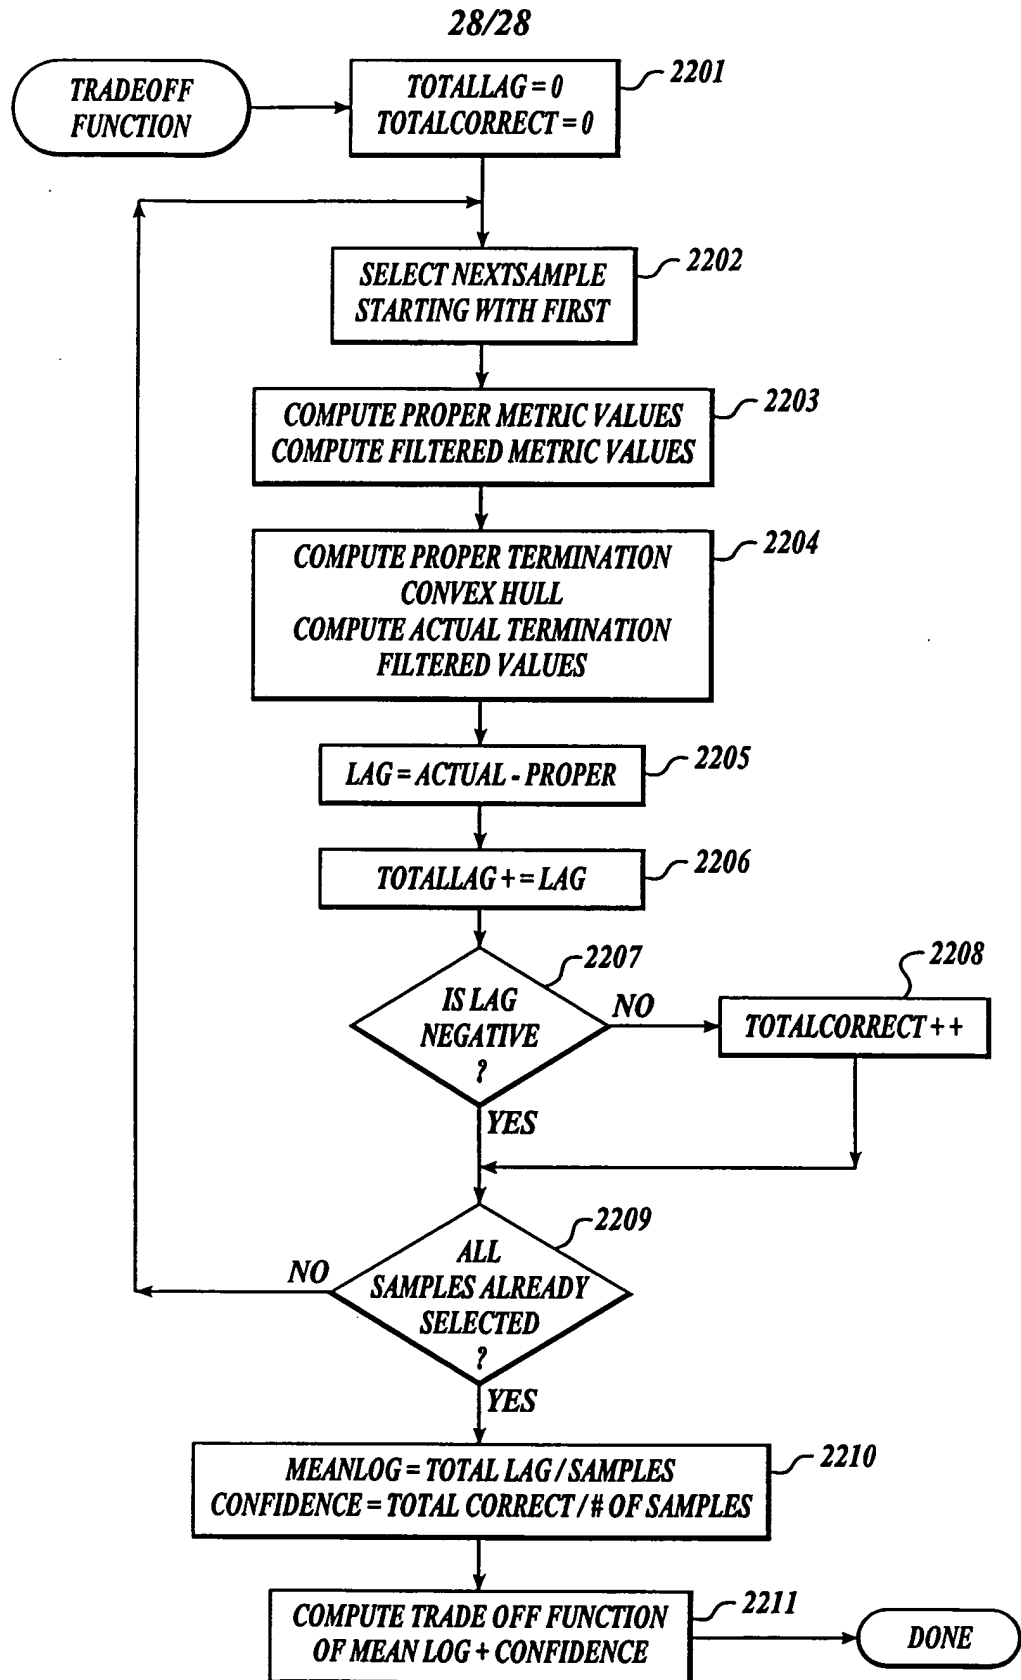 28/28
TRADEOFF
FUNCTION
TOTALLAG = 0
TOTALCORRECT = 0
2201
SELECT NEXTSAMPLE
STARTING WITH FIRST
2202
COMPUTE PROPER METRIC VALUES
COMPUTE FILTERED METRIC VALUES
2203
COMPUTE PROPER TERMINATION
CONVEX HULL
COMPUTE ACTUAL TERMINATION
FILTERED VALUES
2204
LAG = ACTUAL - PROPER
2205
TOTALLAG + = LAG
2206
IS LAG
NEGATIVE
?
2207
NO
TOTALCORRECT + +
2208
YES
ALL
SAMPLES ALREADY
SELECTED
?
2209
NO
YES
MEANLOG = TOTAL LAG / SAMPLES
CONFIDENCE = TOTAL CORRECT / # OF SAMPLES
2210
COMPUTE TRADE OFF FUNCTION
OF MEAN LOG + CONFIDENCE
2211
DONE